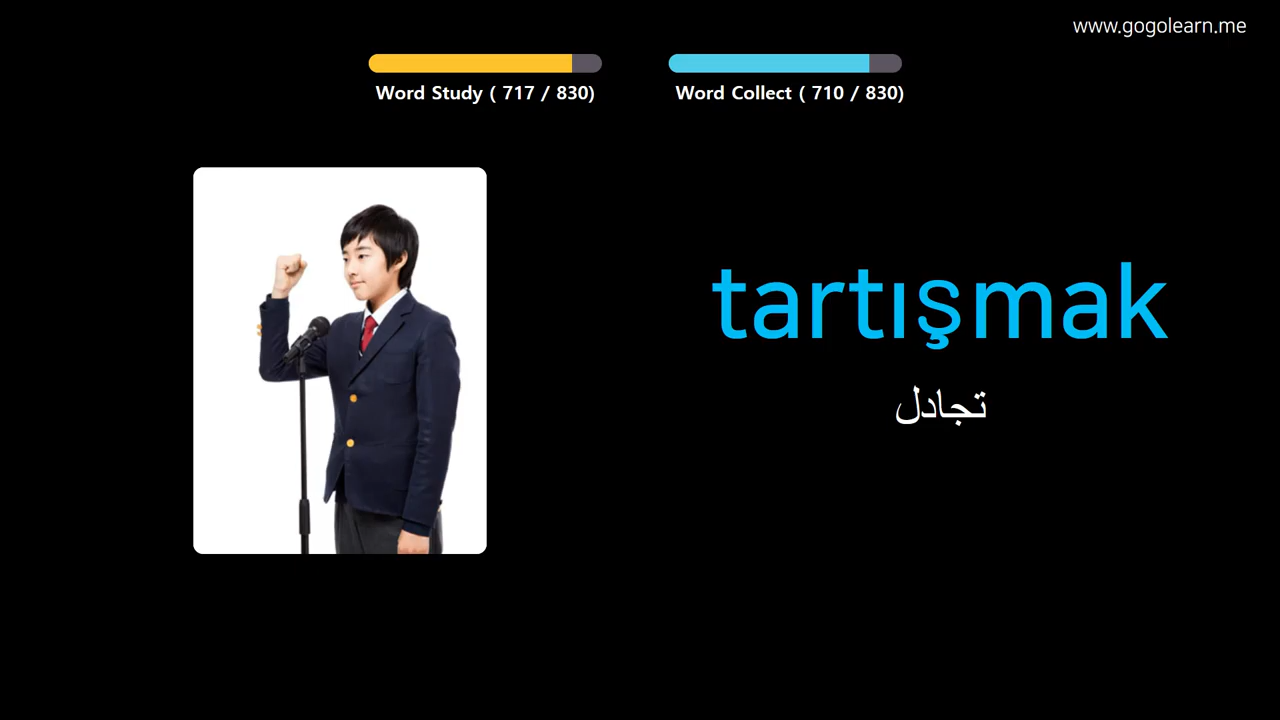 www.gogolearn.me
Word Study ( 717 / 830)
Word Collect ( 710 / 830)
tartışmak
تجادل